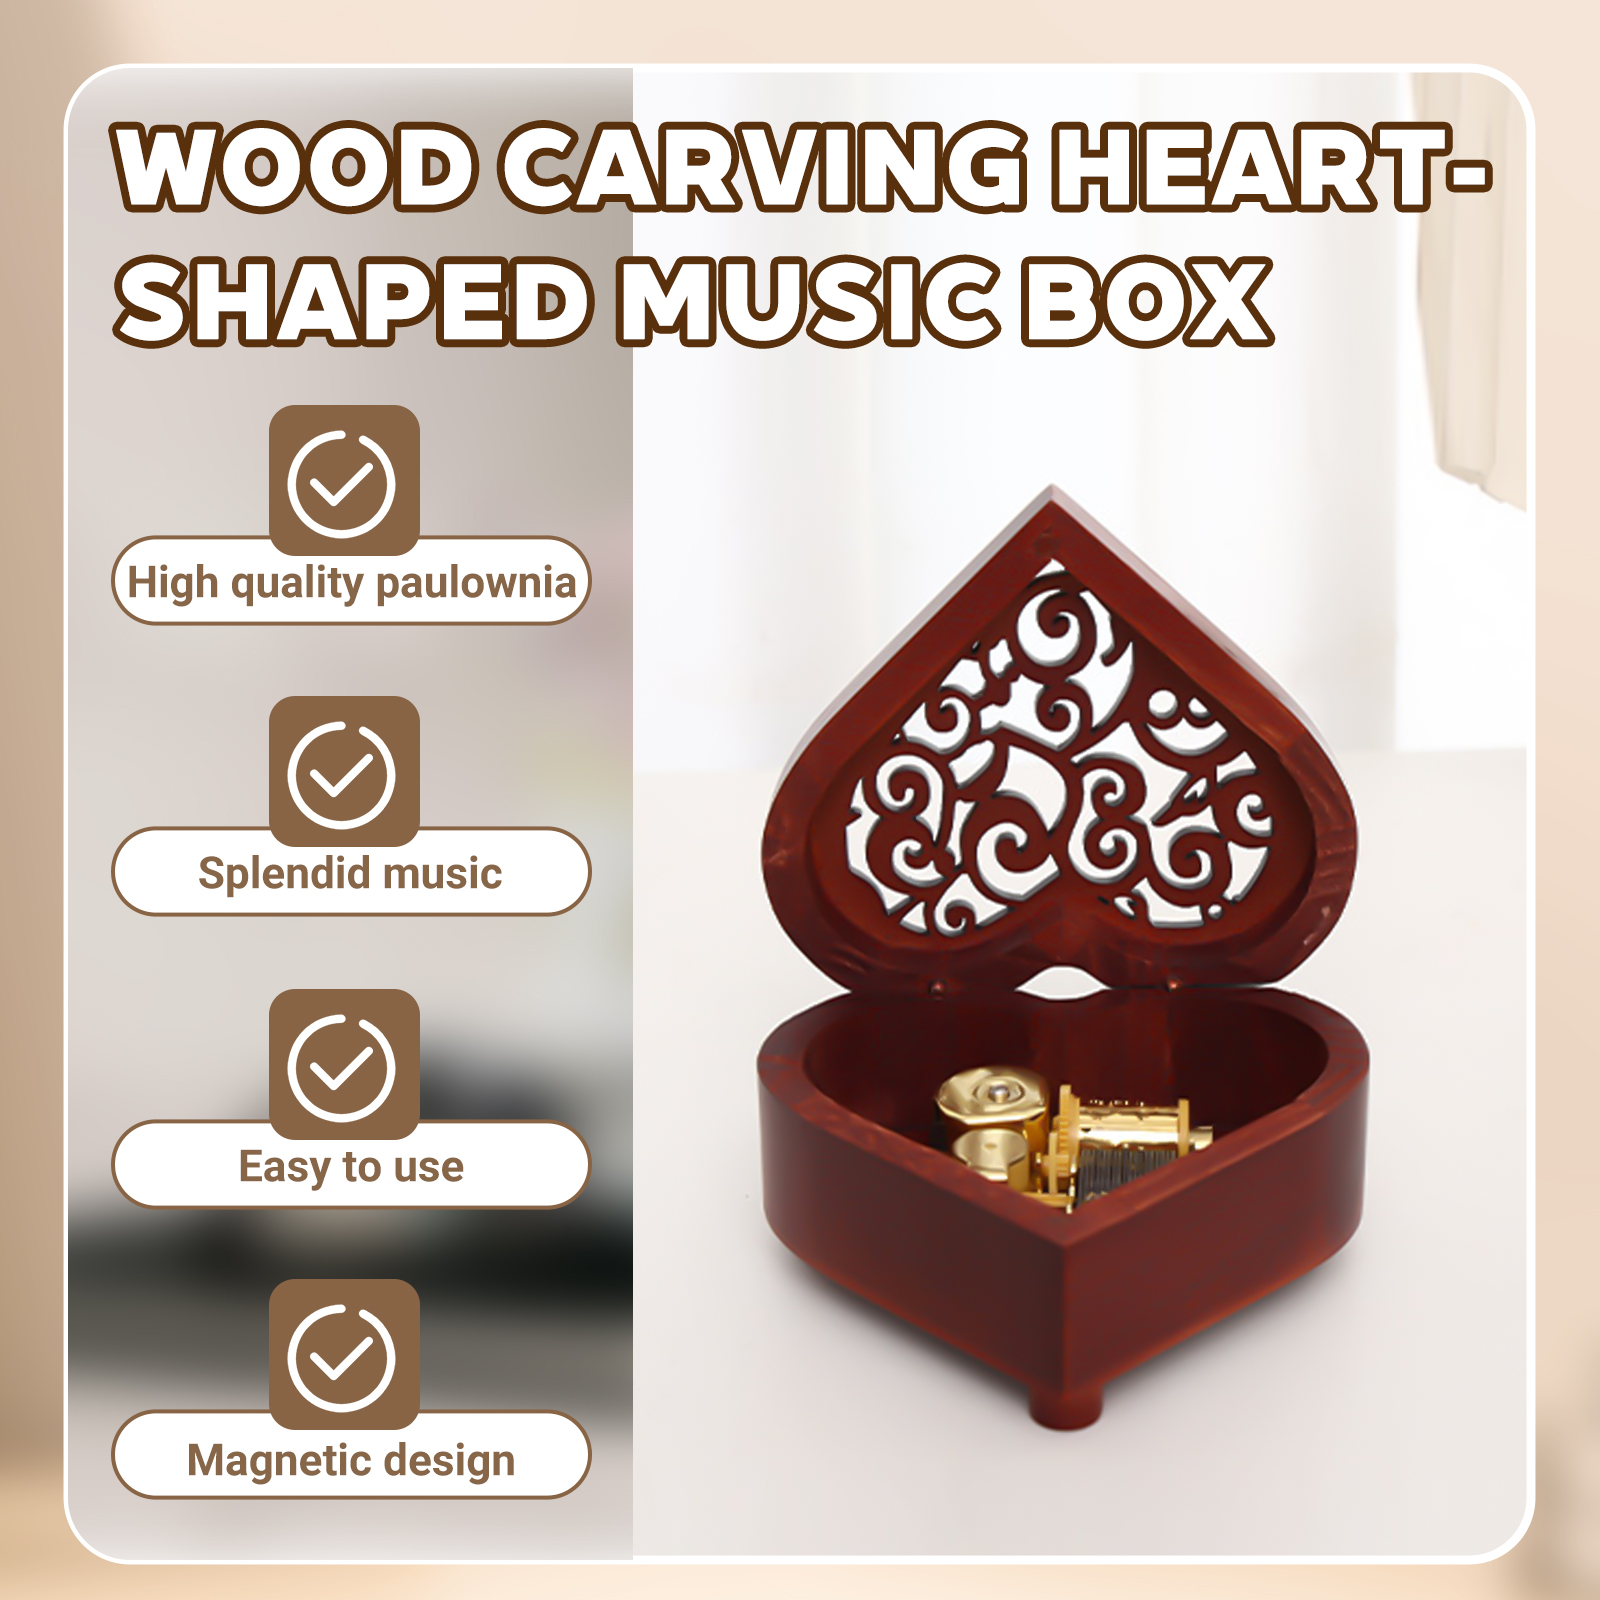 WOOD CARVING HEART-
SHAPED MUSIC BOX
High quality paulownia
Splendid music
Easy to use
Magnetic design